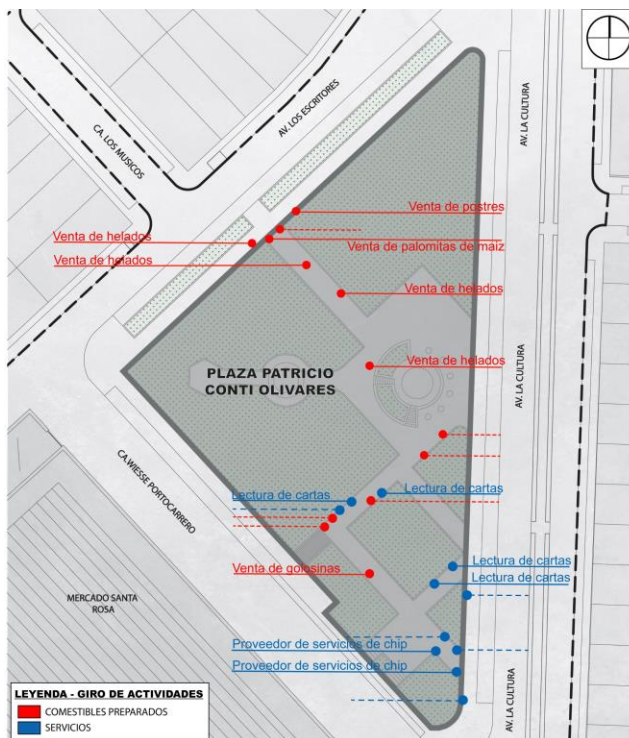 AV. LA CULTURA
AV. LOS ESCRITORES
CA. LOS MUSICOS
Venta de postres
Venta de helados
Venta de palomitas de maiz
Venta de helados
Venta de helados
Venta de helados
AV. LA CULTURA
PLAZA PATRICIO
CONTI OLIVARES
CA.WIESSE PORTOCARRERO
Lectura de cartas
Lectura de cartas
Venta de golosinas
Lectura de cartas
Lectura de cartas
MERCADO SANTA
ROSA
Proveedor de servicios de chip
Proveedor de servicios de chip
AV. LA CULTURA
LEYENDA - GIRO DE ACTIVIDADES
COMESTIBLES PREPARADOS
SERVICIOS